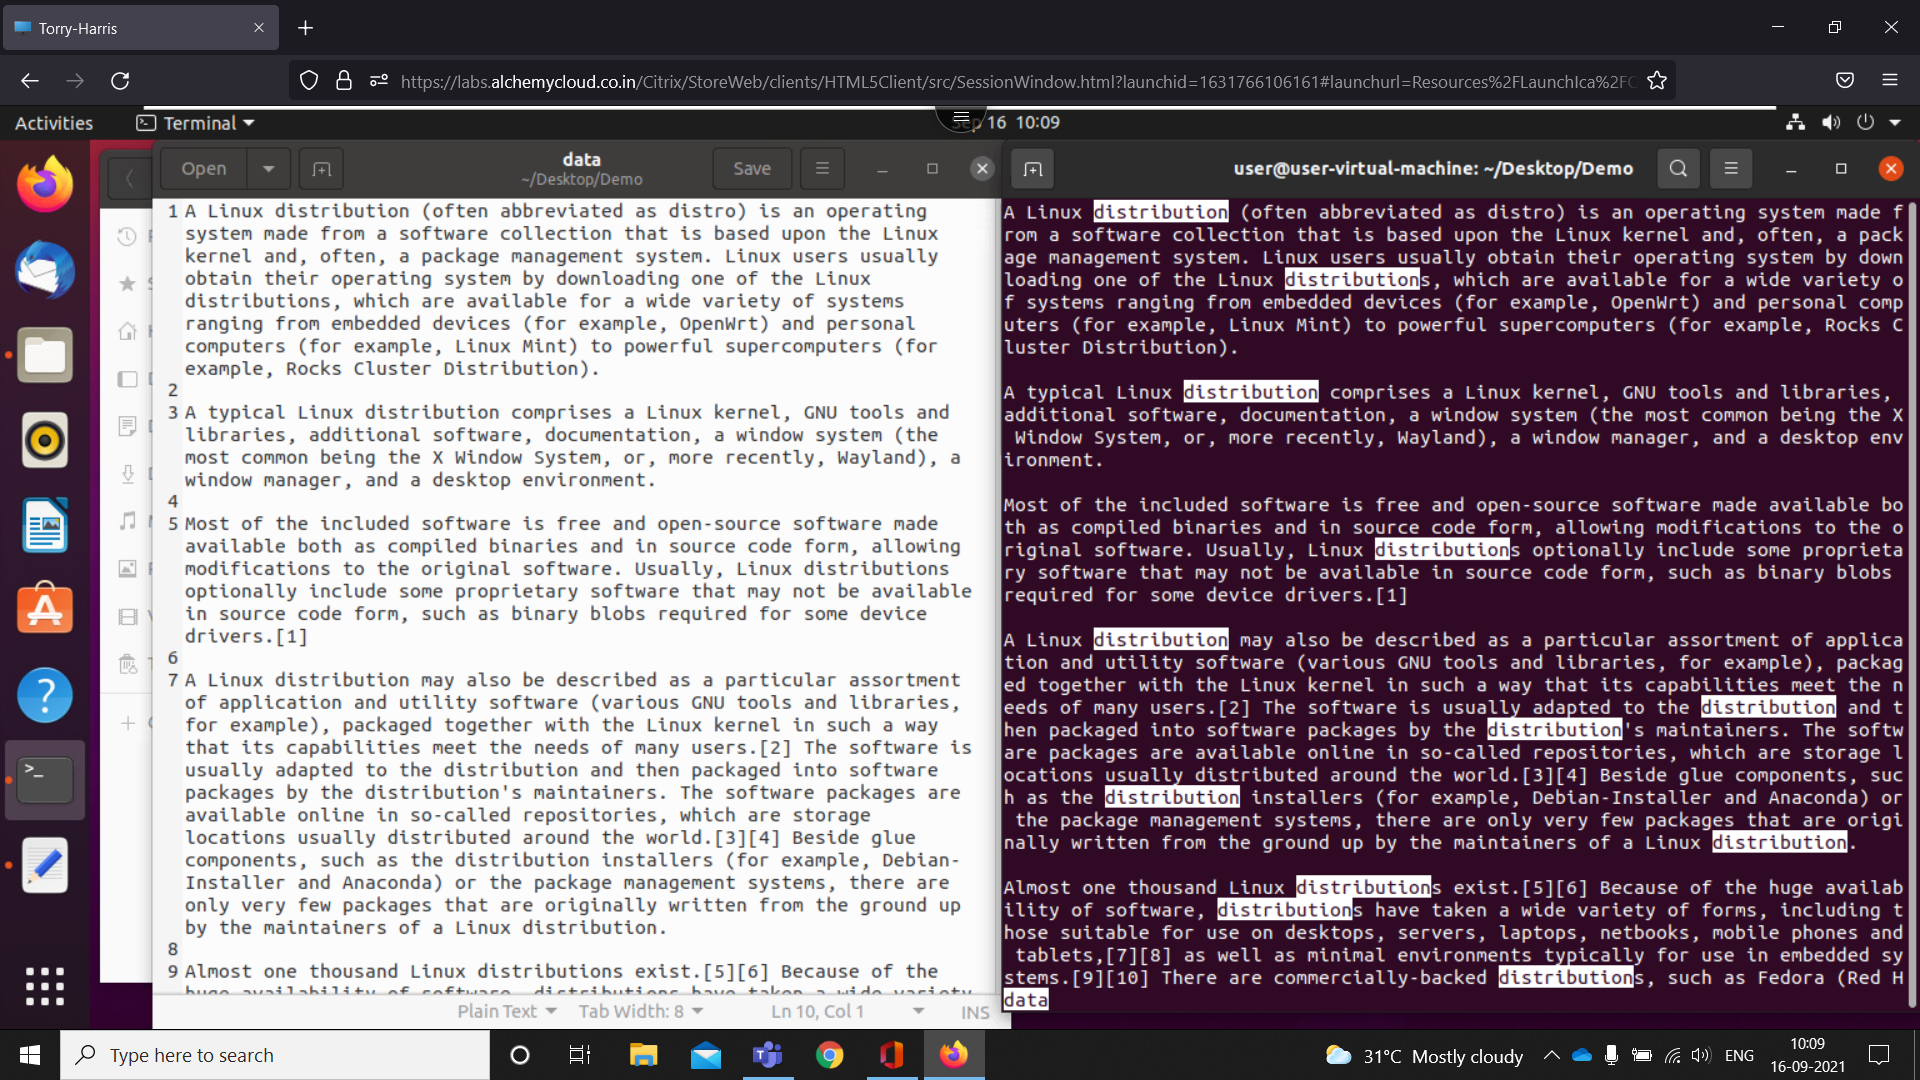 Torry-Harris
https://labs.alchemycloud.co.in/Citrix/StoreWeb/clients/HTML5Client/src/SessionWindow.html?launchid=1631766106161#launchurl=Resources%2FLaunchIca%2FC
Activities
Terminal
Sep 16 10:09
Open
data
~/Desktop/Demo
Save
user@user-virtual-machine: ~/Desktop/Demo
1 A Linux distribution (often abbreviated as distro) is an operating
system made from a software collection that is based upon the Linux
kernel and, often, a package management system. Linux users usually
obtain their operating system by downloading one of the Linux
distributions, which are available for a wide variety of systems
ranging from embedded devices (for example, OpenWrt) and personal
computers (for example, Linux Mint) to powerful supercomputers (for
example, Rocks Cluster Distribution).
2
3 A typical Linux distribution comprises a Linux kernel, GNU tools and
libraries, additional software, documentation, a window system (the
most common being the X Window System, or, more recently, Wayland), a
window manager, and a desktop environment.
4
5 Most of the included software is free and open-source software made
available both as compiled binaries and in source code form, allowing
modifications to the original software. Usually, Linux distributions
optionally include some proprietary software that may not be available
in source code form, such as binary blobs required for some device
drivers.[1]
6
7 A Linux distribution may also be described as a particular assortment
of application and utility software (various GNU tools and libraries,
for example), packaged together with the Linux kernel in such a way
that its capabilities meet the needs of many users.[2] The software is
usually adapted to the distribution and then packaged into software
packages by the distribution's maintainers. The software packages are
available online in so-called repositories, which are storage
locations usually distributed around the world.[3][4] Beside glue
components, such as the distribution installers (for example, Debian-
Installer and Anaconda) or the package management systems, there are
only very few packages that are originally written from the ground up
by the maintainers of a Linux distribution.
8
9 Almost one thousand Linux distributions exist.[5][6] Because of the
huge availability of software, distributions have taken a wide variety
Plain Text
Tab Width: 8
Ln 10, Col 1
INS
A Linux distribution (often abbreviated as distro) is an operating system made f
rom a software collection that is based upon the Linux kernel and, often, a pack
age management system. Linux users usually obtain their operating system by down
loading one of the Linux distributions, which are available for a wide variety o
f systems ranging from embedded devices (for example, OpenWrt) and personal comp
uters (for example, Linux Mint) to powerful supercomputers (for example, Rocks C
luster Distribution).
A typical Linux distribution comprises a Linux kernel, GNU tools and libraries,
additional software, documentation, a window system (the most common being the X
Window System, or, more recently, Wayland), a window manager, and a desktop env
ironment.
Most of the included software is free and open-source software made available bo
th as compiled binaries and in source code form, allowing modifications to the o
riginal software. Usually, Linux distributions optionally include some proprieta
ry software that may not be available in source code form, such as binary blobs
required for some device drivers.[1]
A Linux distribution may also be described as a particular assortment of applica
tion and utility software (various GNU tools and libraries, for example), packag
ed together with the Linux kernel in such a way that its capabilities meet the n
eeds of many users.[2] The software is usually adapted to the distribution and t
hen packaged into software packages by the distribution's maintainers. The softw
are packages are available online in so-called repositories, which are storage l
ocations usually distributed around the world.[3][4] Beside glue components, suc
h as the distribution installers (for example, Debian-Installer and Anaconda) or
the package management systems, there are only very few packages that are origi
nally written from the ground up by the maintainers of a Linux distribution.
Almost one thousand Linux distributions exist.[5][6] Because of the huge availab
ility of software, distributions have taken a wide variety of forms, including t
hose suitable for use on desktops, servers, laptops, netbooks, mobile phones and
tablets,[7][8] as well as minimal environments typically for use in embedded sy
stems.[9][10] There are commercially-backed distributions, such as Fedora (Red H
data
Type here to search
31°C Mostly cloudy
ENG
10:09
16-09-2021